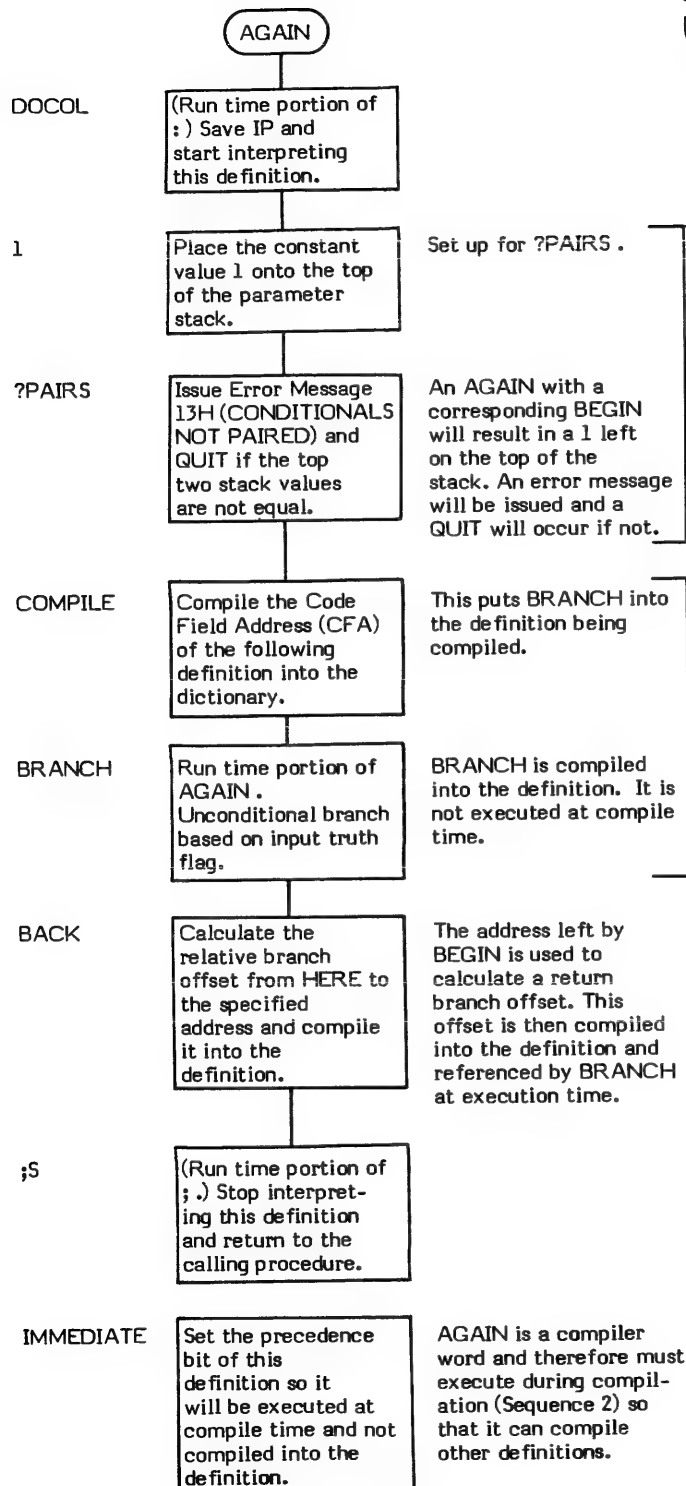 AGAIN
DOCOL
(Run time portion of
: ) Save IP and
start interpreting
this definition.
1
Place the constant
value 1 onto the top
of the parameter
stack.
Set up for ?PAIRS .
?PAIRS
Issue Error Message
13H (CONDITIONALS
NOT PAIRED) and
QUIT if the top
two stack values
are not equal.
An AGAIN with a
corresponding BEGIN
will result in a 1 left
on the top of the
stack. An error message
will be issued and a
QUIT will occur if not.
COMPILE
Compile the Code
Field Address (CFA)
of the following
definition into the
dictionary.
This puts BRANCH into
the definition being
compiled.
BRANCH
Run time portion of
AGAIN .
Unconditional branch
based on input truth
flag.
BRANCH is compiled
into the definition. It is
not executed at compile
time.
BACK
Calculate the
relative branch
offset from HERE to
the specified
address and compile
it into the
definition.
The address left by
BEGIN is used to
calculate a return
branch offset. This
offset is then compiled
into the definition and
referenced by BRANCH
at execution time.
;S
(Run time portion of
; .) Stop interpret-
ing this definition
and return to the
calling procedure.
IMMEDIATE
Set the precedence
bit of this
definition so it
will be executed at
compile time and not
compiled into the
definition.
AGAIN is a compiler
word and therefore must
execute during compil-
ation (Sequence 2) so
that it can compile
other definitions.